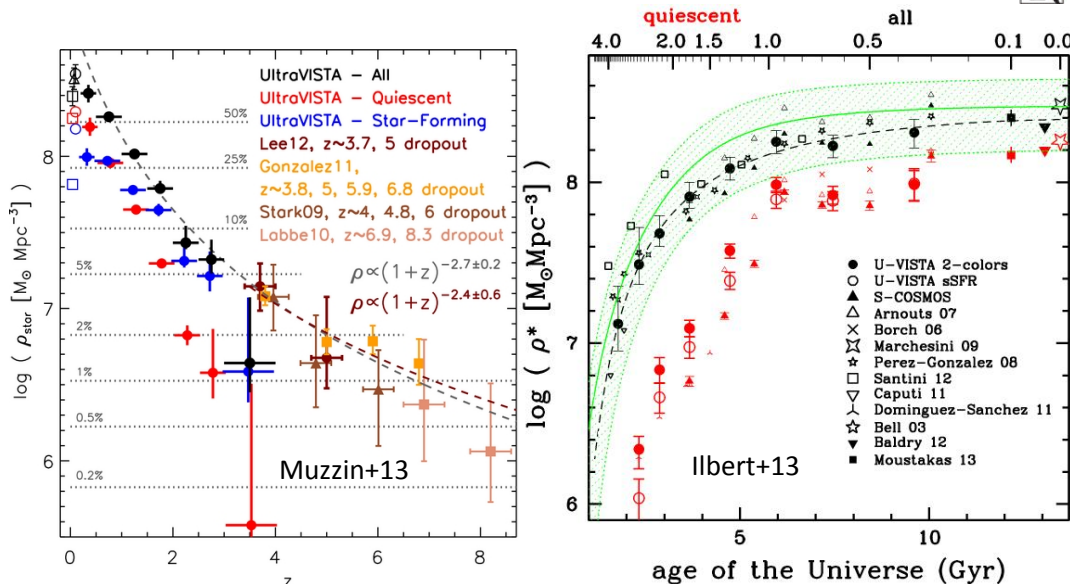 UltraVISTA – All
UltraVISTA – Quiescent
UltraVISTA – Star-Forming
Lee12, z~3.7, 5 dropout
Gonzalez11,
z~3.8, 5, 5.9, 6.8 dropout
Stark09, z~4, 4.8, 6 dropout
Labbe10, z~6.9, 8.3 dropout
ρ∝(1+z)^−2.7±0.2
ρ∝(1+z)^−2.4±0.6
50%
25%
10%
5%
2%
1%
0.5%
0.2%
8
7
6
log ( ρstar [M⊙ Mpc⁻³] )
Muzzin+13
0 2 4 6 8
z
quiescent all
4.0 2.0 1.5 1.0 0.5 0.1 0.0
8
7
6
log ( ρ* [M⊙Mpc⁻³] )
U-VISTA 2-colors
U-VISTA sSFR
S-COSMOS
Arnouts 07
Borch 06
Marchesini 09
Perez-Gonzalez 08
Santini 12
Caputi 11
Dominguez-Sanchez 11
Bell 03
Baldry 12
Moustakas 13
Ilbert+13
5 10
age of the Universe (Gyr)